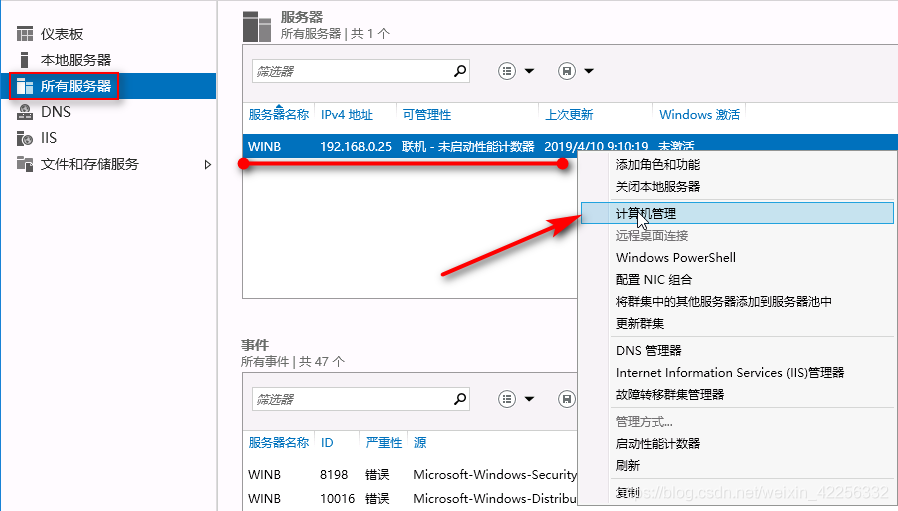 仪表板
本地服务器
所有服务器
DNS
IIS
文件和存储服务
服务器
所有服务器 | 共 1 个
筛选器
服务器名称 IPv4 地址 可管理性 上次更新 Windows 激活
WINB 192.168.0.25 联机 - 未启动性能计数器 2019/4/10 9:10:19 未激活
添加角色和功能
关闭本地服务器
计算机管理
远程桌面连接
Windows PowerShell
配置 NIC 组合
将群集中的其他服务器添加到服务器池中
更新群集
DNS 管理器
Internet Information Services (IIS)管理器
故障转移群集管理器
管理方式...
启动性能计数器
刷新
复制
事件
所有事件 | 共 47 个
筛选器
服务器名称 ID 严重性 源
WINB 8198 错误 Microsoft-Windows-Security
WINB 10016 错误 Microsoft-Windows-Distribu
https://blog.csdn.net/weixin_42256332